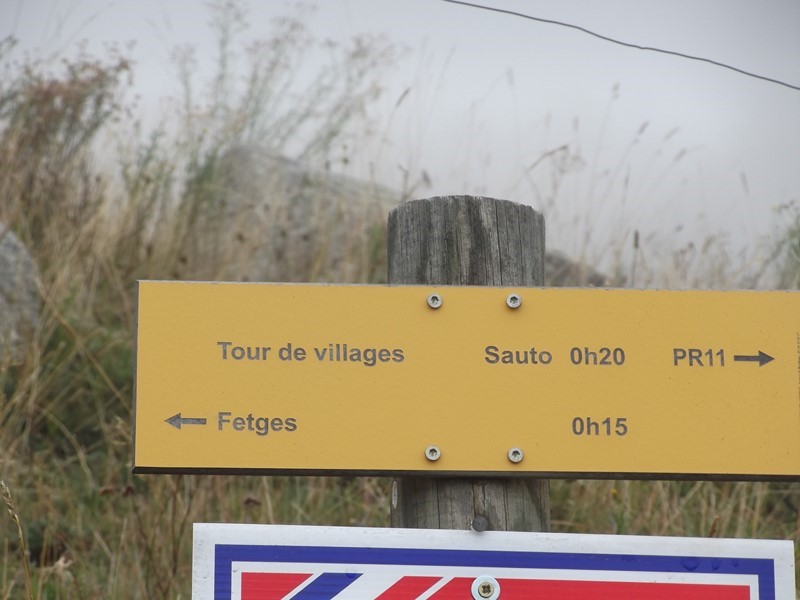 Tour de villages Sauto 0h20 PR11 →
← Fetges 0h15